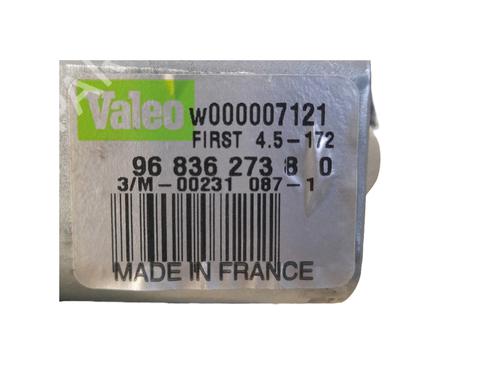 Valeo w000007121
FIRST 4.5-172
96 836 273 8 0
3/M-00231 087-1
MADE IN FRANCE